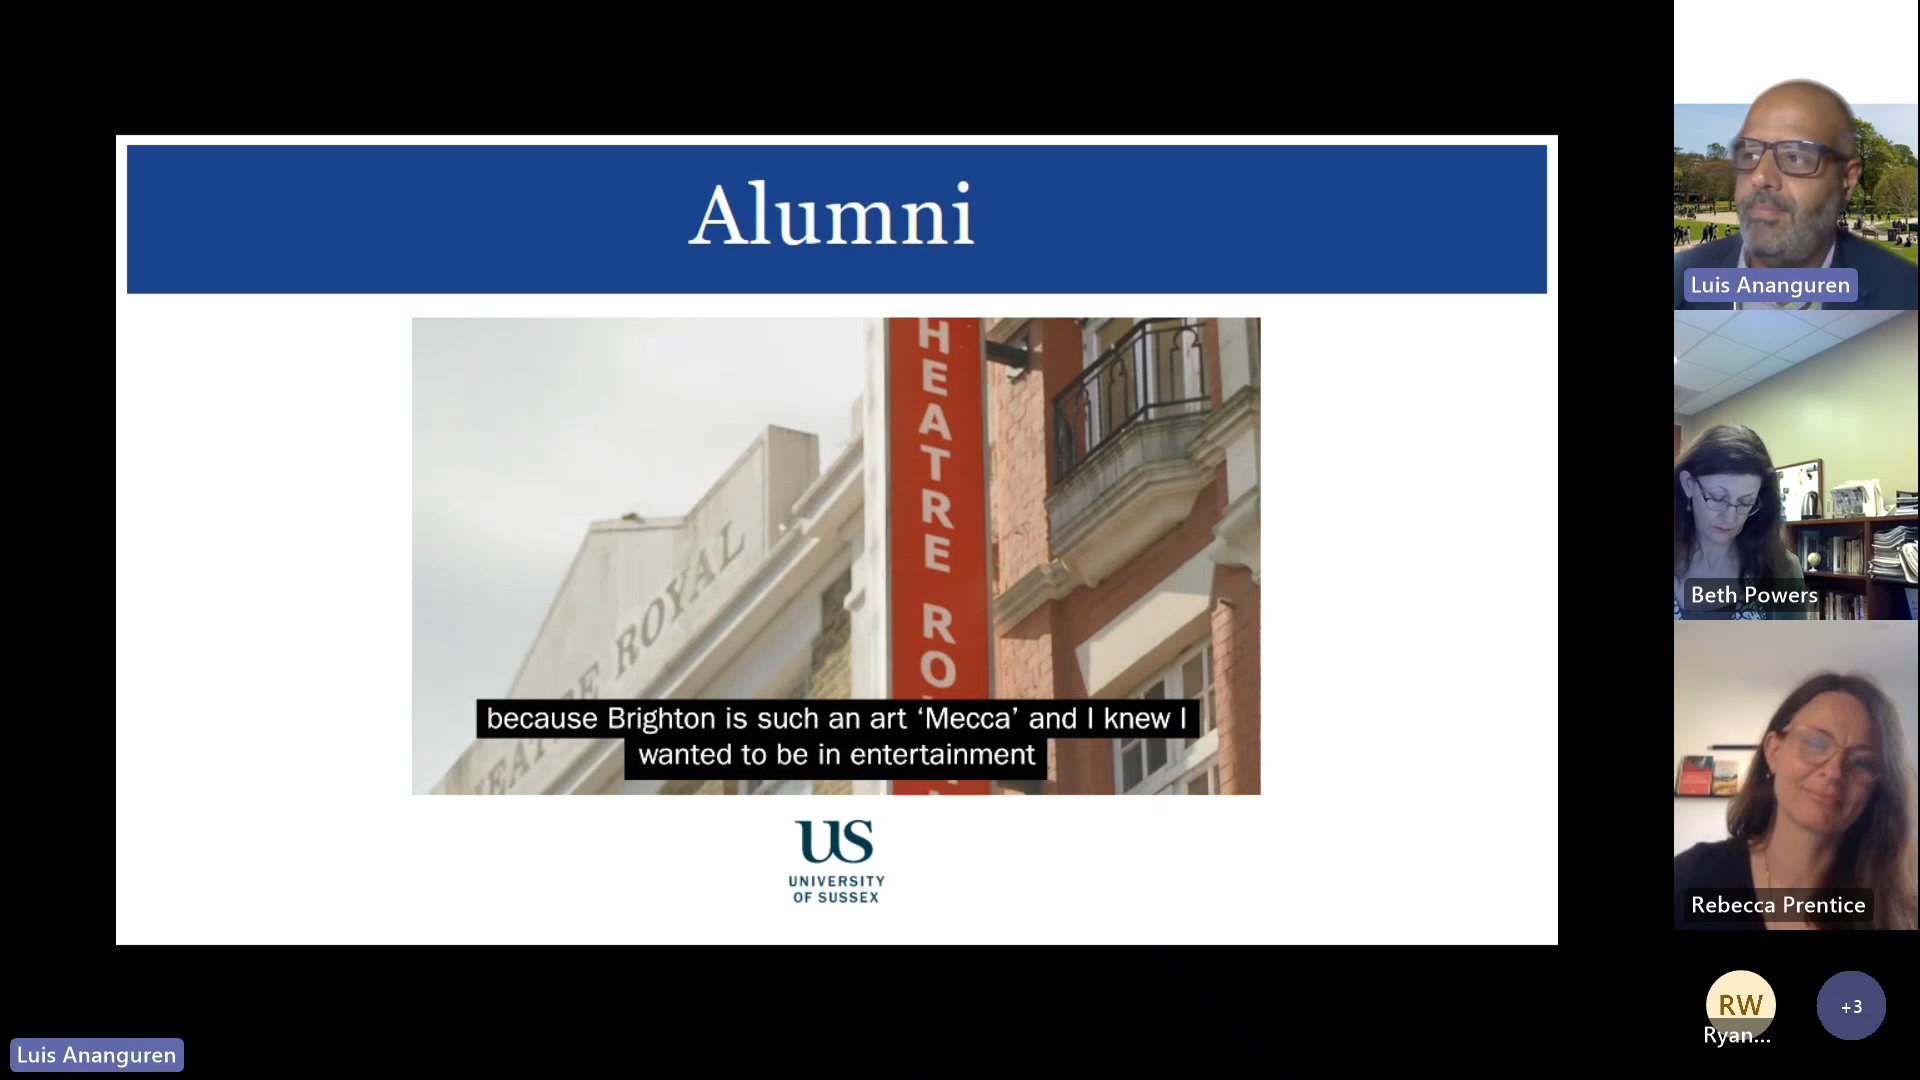 Alumni
HEATRE RO
ROYAL
because Brighton is such an art ‘Mecca’ and I knew I
wanted to be in entertainment
US
UNIVERSITY
OF SUSSEX
Luis Ananguren
Beth Powers
Rebecca Prentice
RW
Ryan...
+3
Luis Ananguren